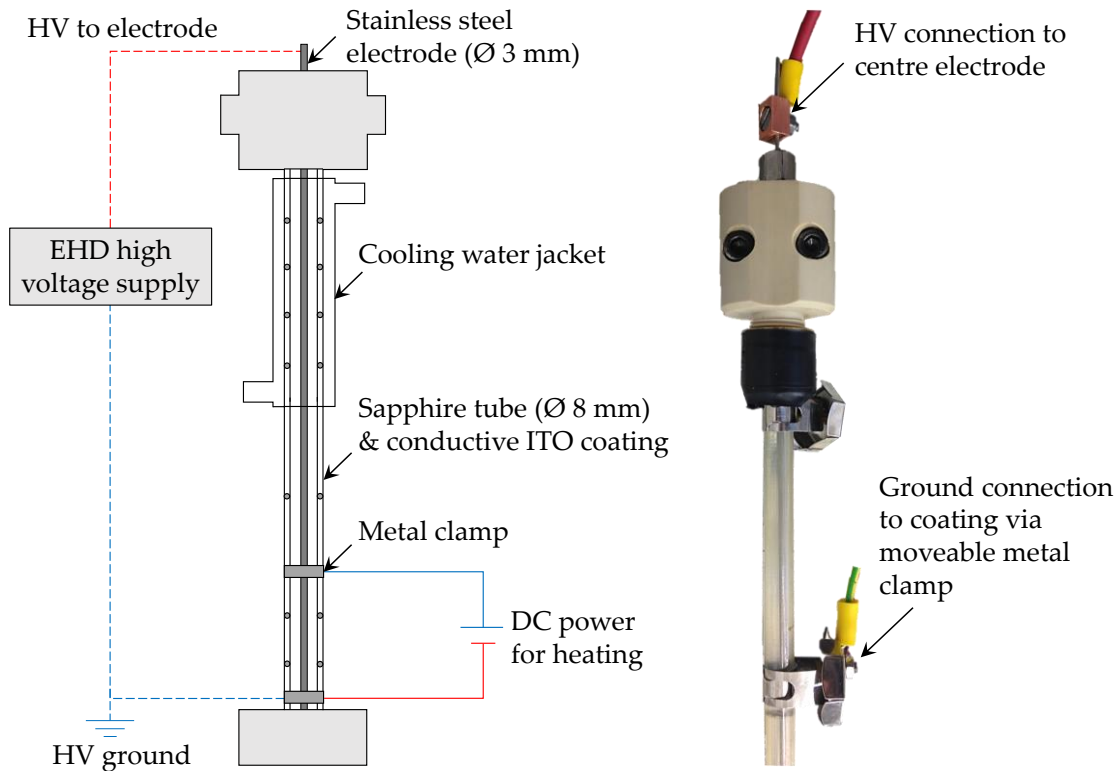 HV to electrode
Stainless steel
electrode (Ø 3 mm)
EHD high
voltage supply
Cooling water jacket
Sapphire tube (Ø 8 mm)
& conductive ITO coating
Metal clamp
DC power
for heating
HV ground
HV connection to
centre electrode
Ground connection
to coating via
moveable metal
clamp